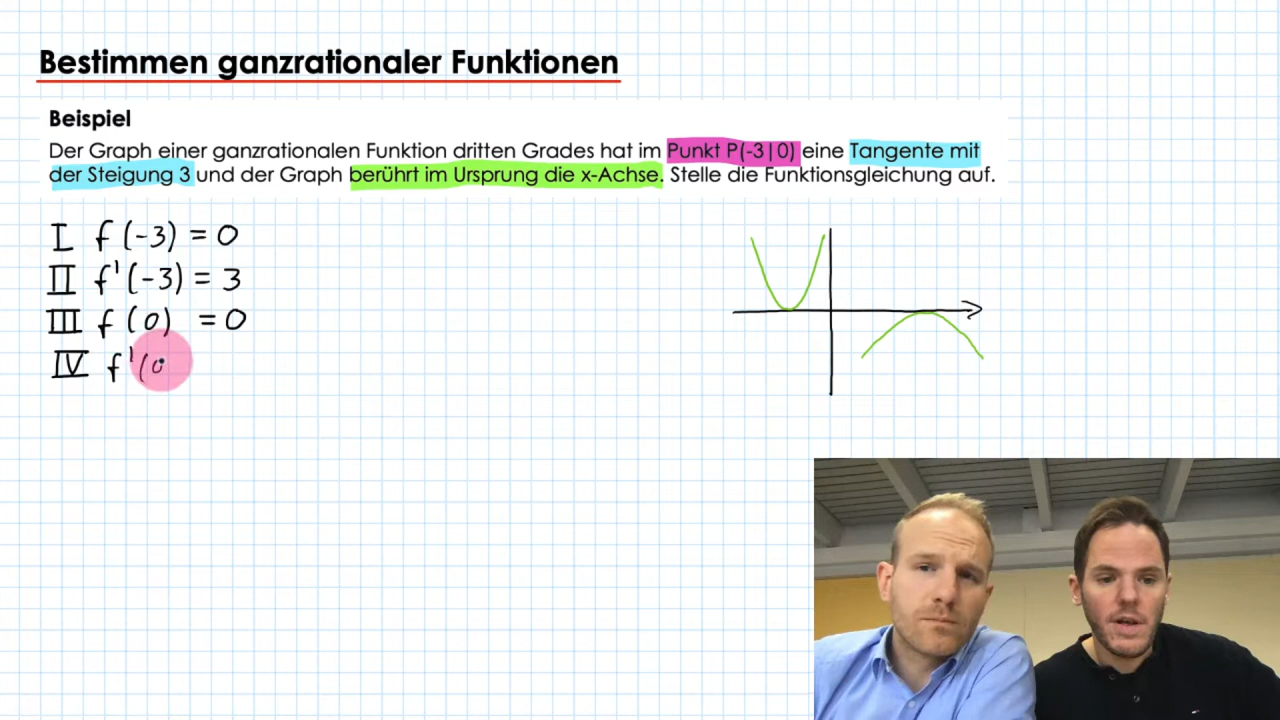 Bestimmen ganzrationaler Funktionen
Beispiel
Der Graph einer ganzrationalen Funktion dritten Grades hat im Punkt P(-3|0) eine Tangente mit
der Steigung 3 und der Graph berührt im Ursprung die x-Achse. Stelle die Funktionsgleichung auf.
I f(-3) = 0
II f'(-3) = 3
III f(0) = 0
IV f'(0